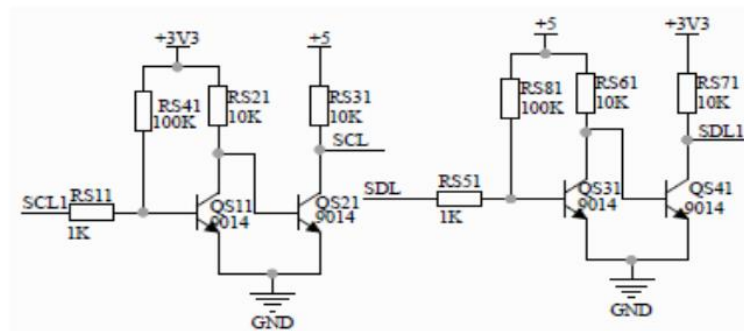 +3V3
+5
RS41
100K
RS21
10K
RS31
10K
SCL
SCL1
RS11
1K
QS11
9014
QS21
9014
GND
+5
+3V3
RS81
100K
RS61
10K
RS71
10K
SDL1
SDL
RS51
1K
QS31
9014
QS41
9014
GND